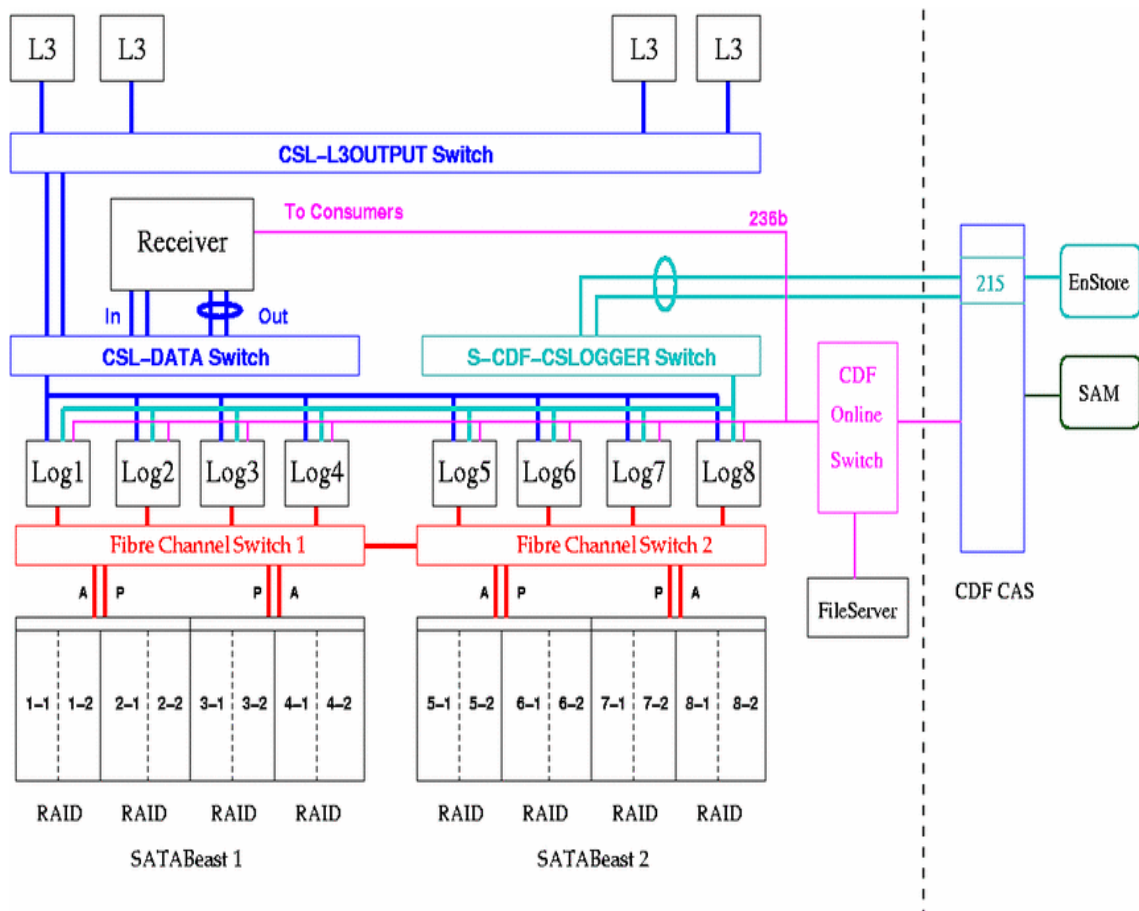 L3
L3
L3
L3
CSL–L3OUTPUT Switch
To Consumers
236b
Receiver
215
EnStore
In
Out
CSL–DATA Switch
S–CDF–CSLOGGER Switch
CDF
Online
Switch
SAM
Log1
Log2
Log3
Log4
Log5
Log6
Log7
Log8
Fibre Channel Switch 1
Fibre Channel Switch 2
A
P
P
A
A
P
P
A
FileServer
CDF CAS
1–1
1–2
2–1
2–2
3–1
3–2
4–1
4–2
5–1
5–2
6–1
6–2
7–1
7–2
8–1
8–2
RAID
RAID
RAID
RAID
RAID
RAID
RAID
RAID
SATABeast 1
SATABeast 2